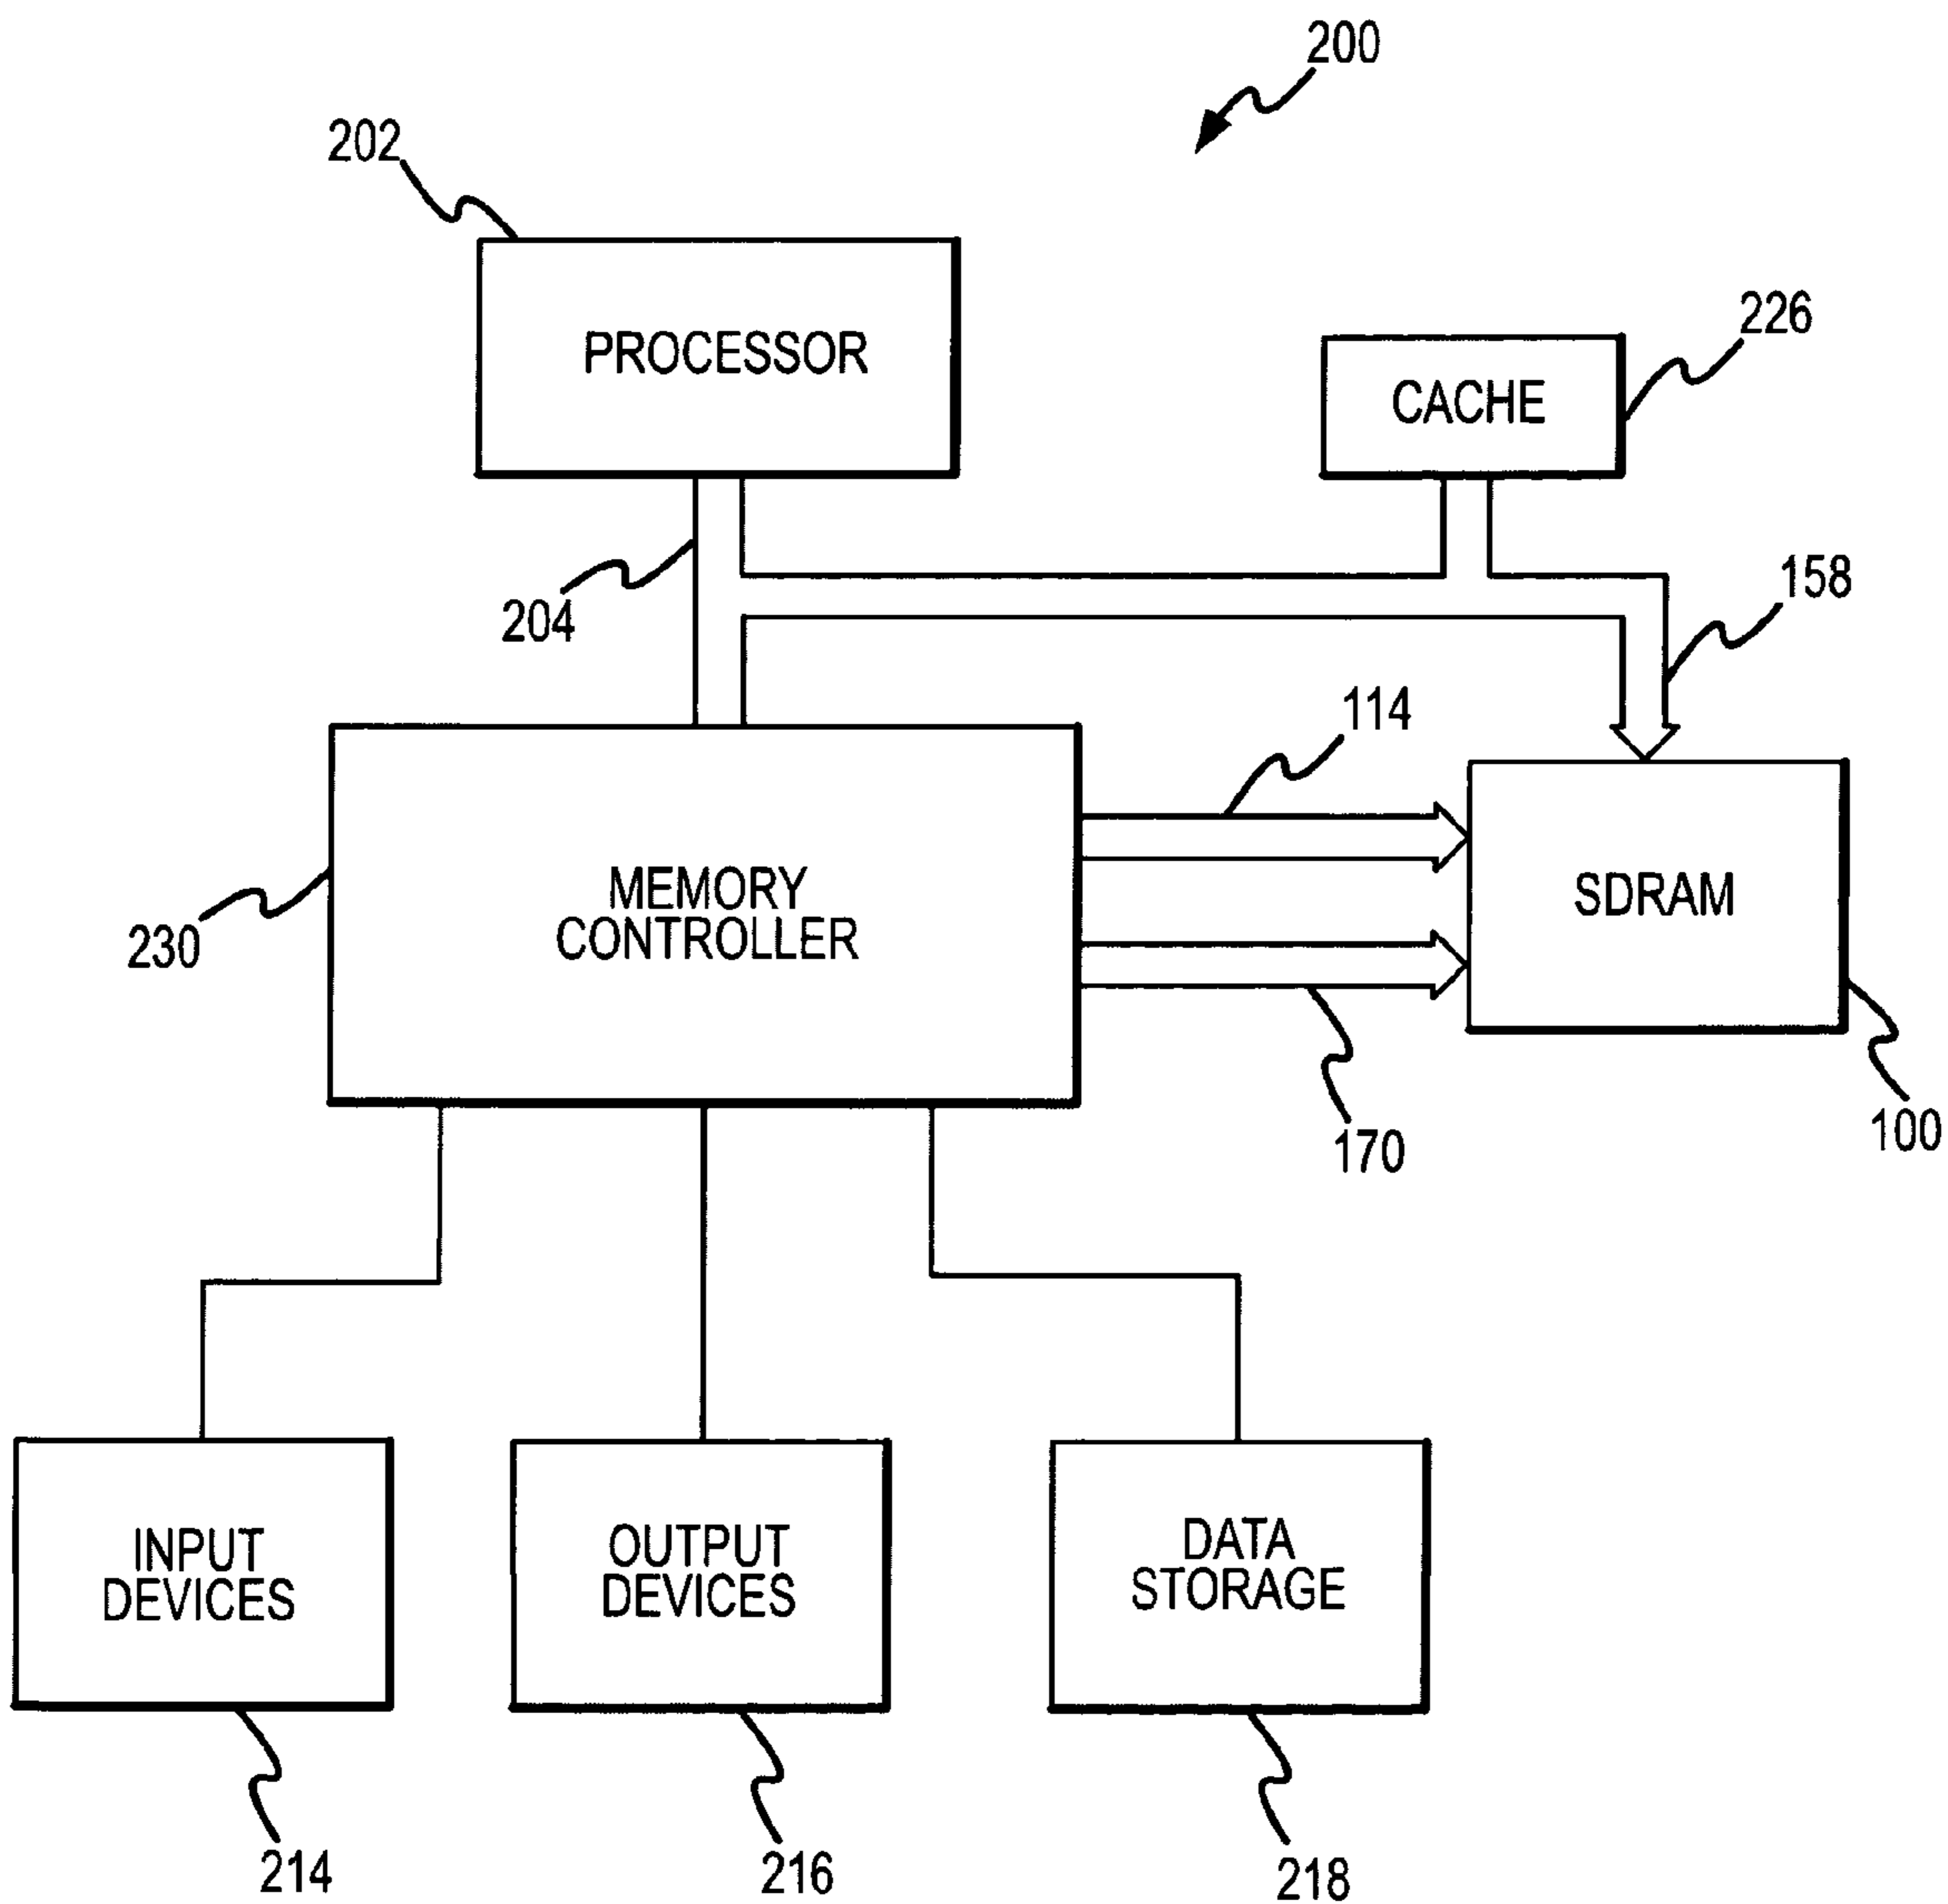 200
202
PROCESSOR
226
CACHE
204
158
114
MEMORY
CONTROLLER
230
SDRAM
170
100
INPUT
DEVICES
OUTPUT
DEVICES
DATA
STORAGE
214
216
218